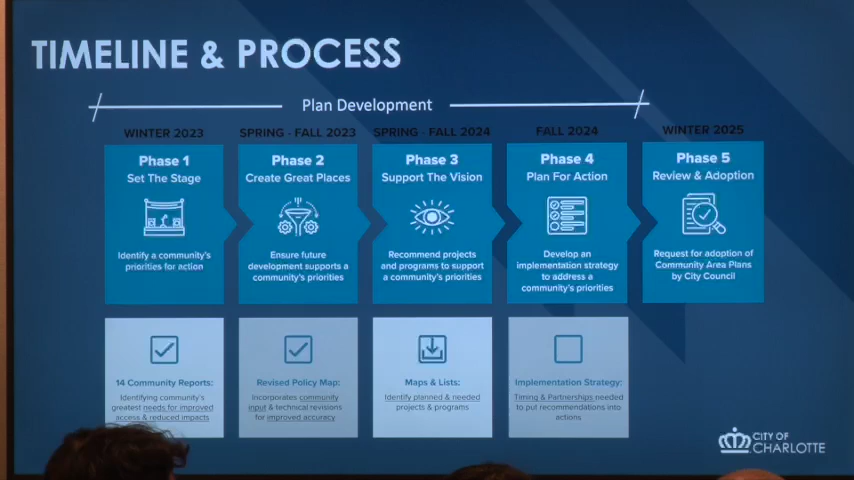 TIMELINE & PROCESS
Plan Development
WINTER 2023
Phase 1
Set The Stage
Identify a community's
priorities for action
SPRING - FALL 2023
Phase 2
Create Great Places
Ensure future
development supports a
community's priorities
SPRING - FALL 2024
Phase 3
Support The Vision
Recommend projects
and programs to support
a community's priorities
FALL 2024
Phase 4
Plan For Action
Develop an
implementation strategy
to address a
community's priorities
WINTER 2025
Phase 5
Review & Adoption
Request for adoption of
Community Area Plans
by City Council
14 Community Reports:
Identifying community's
greatest needs for improved
access & reduced impacts
Revised Policy Map:
Incorporates community
input & technical revisions
for improved accuracy
Maps & Lists:
Identify planned & needed
projects & programs
Implementation Strategy:
Timing & Partnerships needed
to put recommendations into
actions
CITY OF
CHARLOTTE